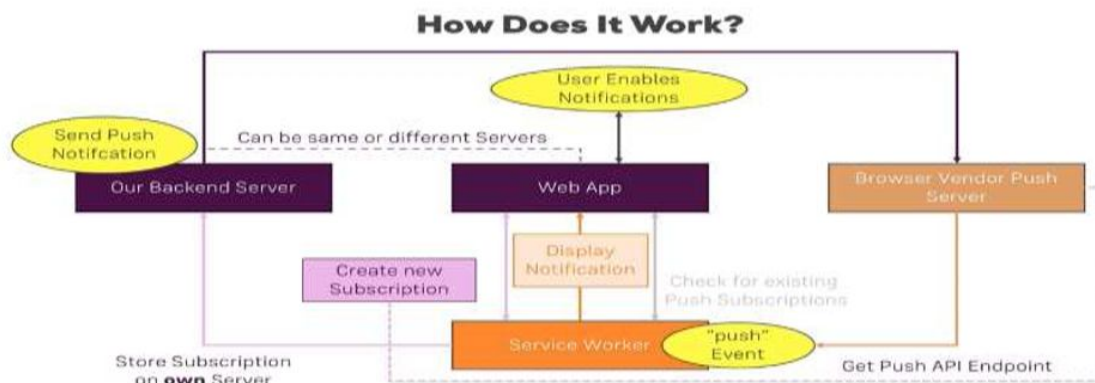 How Does It Work?
User Enables
Notifications
Send Push
Notifcation
Can be same or different Servers
Our Backend Server
Web App
Browser Vendor Push
Server
Display
Notification
Create new
Subscription
Check for existing
Push Subscriptions
Service Worker
"push"
Event
Store Subscription
on own Server
Get Push API Endpoint